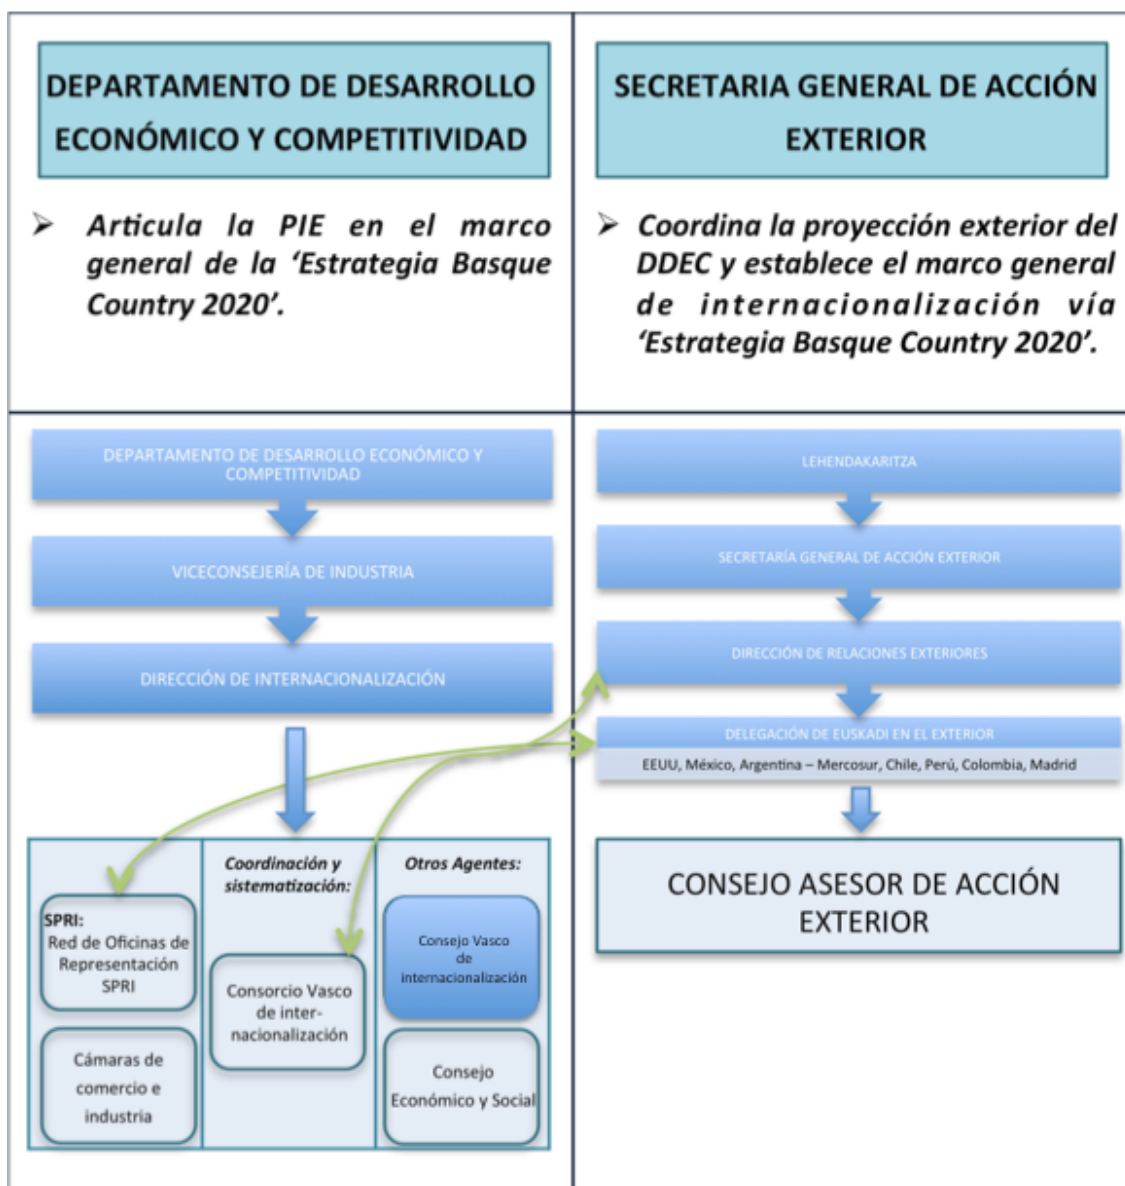 DEPARTAMENTO DE DESARROLLO
ECONÓMICO Y COMPETITIVIDAD
➢ Articula la PIE en el marco
general de la ‘Estrategia Basque
Country 2020’.
SECRETARIA GENERAL DE ACCIÓN
EXTERIOR
➢ Coordina la proyección exterior del
DDEC y establece el marco general
de internacionalización vía
‘Estrategia Basque Country 2020’.
DEPARTAMENTO DE DESARROLLO ECONÓMICO Y
COMPETITIVIDAD
VICECONSEJERÍA DE INDUSTRIA
DIRECCIÓN DE INTERNACIONALIZACIÓN
SPRI:
Red de Oficinas de
Representación
SPRI
Cámaras de
comercio e
industria
Coordinación y
sistematización:
Consorcio Vasco
de inter-
nacionalización
Otros Agentes:
Consejo Vasco
de
internacionalización
Consejo
Económico y Social
LEHENDAKARITZA
SECRETARÍA GENERAL DE ACCIÓN EXTERIOR
DIRECCIÓN DE RELACIONES EXTERIORES
DELEGACIÓN DE EUSKADI EN EL EXTERIOR
EEUU, México, Argentina – Mercosur, Chile, Perú, Colombia, Madrid
CONSEJO ASESOR DE ACCIÓN
EXTERIOR